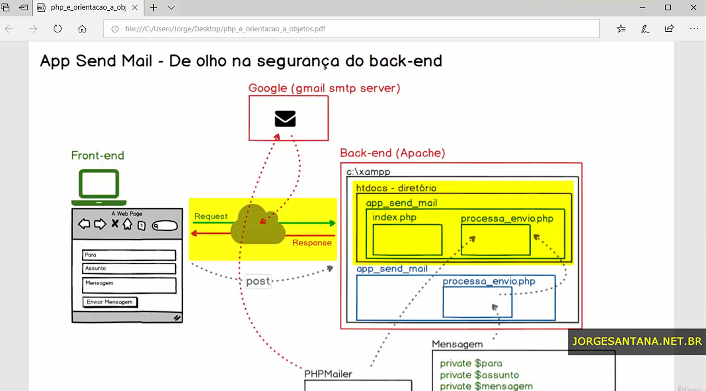 php_e_orientacao_a_ob
file:///C:/Users/Jorge/Desktop/php_e_orientacao_a_objetos.pdf
App Send Mail - De olho na segurança do back-end
Google (gmail smtp server)
Front-end
Back-end (Apache)
c:\xampp
htdocs - diretório
app_send_mail
index.php
processa_envio.php
A Web Page
Request
Response
Para
Assunto
Mensagem
Enviar Mensagem
post
app_send_mail
processa_envio.php
JORGESANTANA.NET.BR
Mensagem
PHPMailer
private $para
private $assunto
private $mensagem